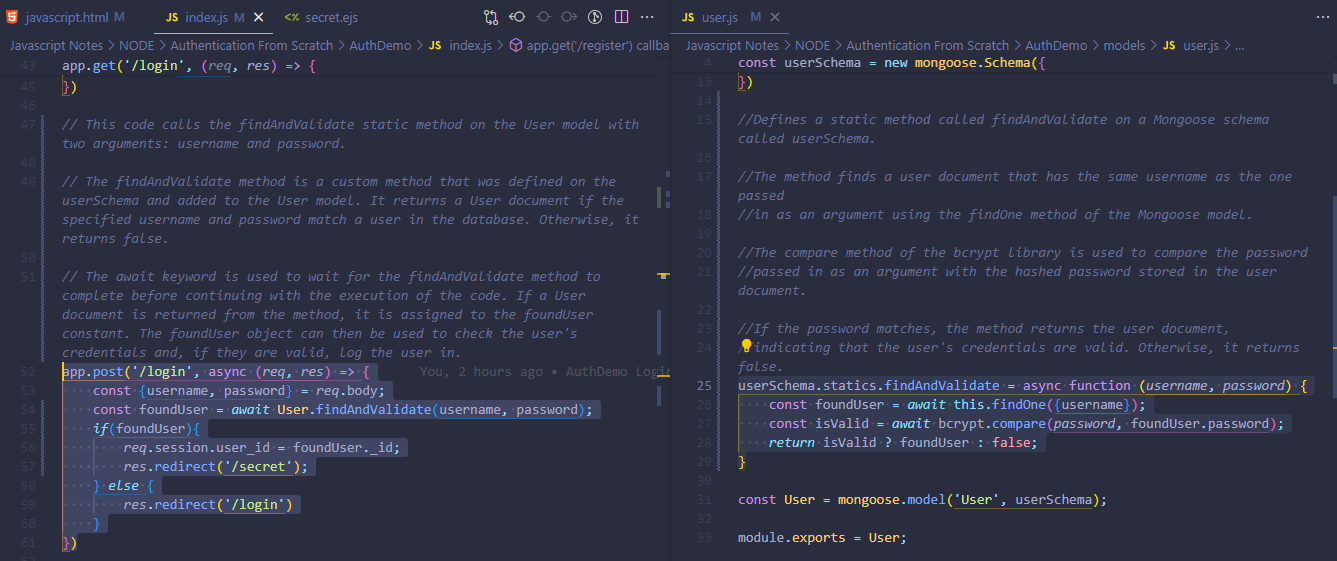 javascript.html M
JS index.js M
<% secret.ejs
Javascript Notes > NODE > Authentication From Scratch > AuthDemo > JS index.js > app.get('/register') callba
43 app.get('/login', (req, res) => {
45 })
46
47 // This code calls the findAndValidate static method on the User model with
two arguments: username and password.
48
49 // The findAndValidate method is a custom method that was defined on the
userSchema and added to the User model. It returns a User document if the
specified username and password match a user in the database. Otherwise, it
returns false.
50
51 // The await keyword is used to wait for the findAndValidate method to
complete before continuing with the execution of the code. If a User
document is returned from the method, it is assigned to the foundUser
constant. The foundUser object can then be used to check the user's
credentials and, if they are valid, log the user in.
52 app.post('/login', async (req, res) => { You, 2 hours ago • AuthDemo Login
53 const {username, password} = req.body;
54 const foundUser = await User.findAndValidate(username, password);
55 if(foundUser){
56 req.session.user_id = foundUser._id;
57 res.redirect('/secret');
58 } else {
59 res.redirect('/login')
60 }
61 })
JS user.js M
Javascript Notes > NODE > Authentication From Scratch > AuthDemo > models > JS user.js > ...
4 const userSchema = new mongoose.Schema({
13 })
14
15 //Defines a static method called findAndValidate on a Mongoose schema
called userSchema.
16
17 //The method finds a user document that has the same username as the one
passed
18 //in as an argument using the findOne method of the Mongoose model.
19
20 //The compare method of the bcrypt library is used to compare the password
21 //passed in as an argument with the hashed password stored in the user
document.
22
23 //If the password matches, the method returns the user document,
24 //indicating that the user's credentials are valid. Otherwise, it returns
false.
25 userSchema.statics.findAndValidate = async function (username, password) {
26 const foundUser = await this.findOne({username});
27 const isValid = await bcrypt.compare(password, foundUser.password);
28 return isValid ? foundUser : false;
29 }
30
31 const User = mongoose.model('User', userSchema);
32
33 module.exports = User;